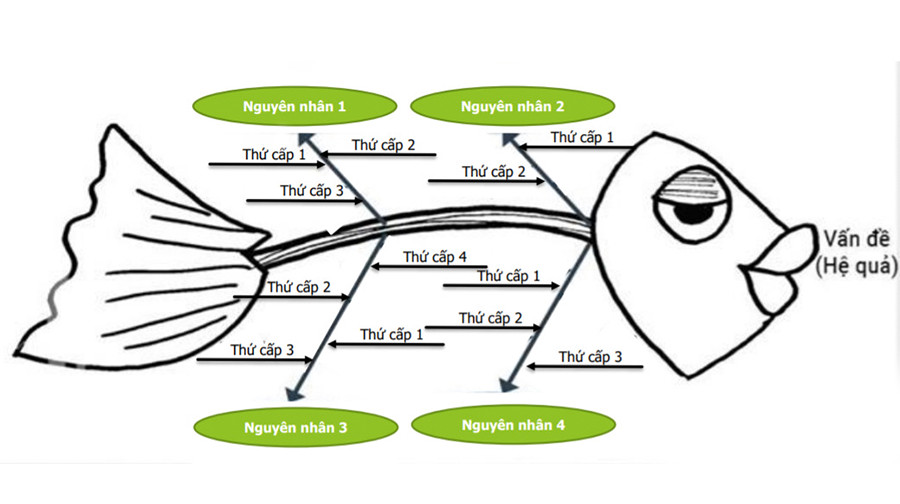 Nguyên nhân 1
Nguyên nhân 2
Thứ cấp 1
Thứ cấp 2
Thứ cấp 3
Thứ cấp 1
Thứ cấp 2
Vấn đề
(Hệ quả)
Thứ cấp 4
Thứ cấp 2
Thứ cấp 1
Thứ cấp 3
Thứ cấp 1
Thứ cấp 2
Thứ cấp 3
Nguyên nhân 3
Nguyên nhân 4